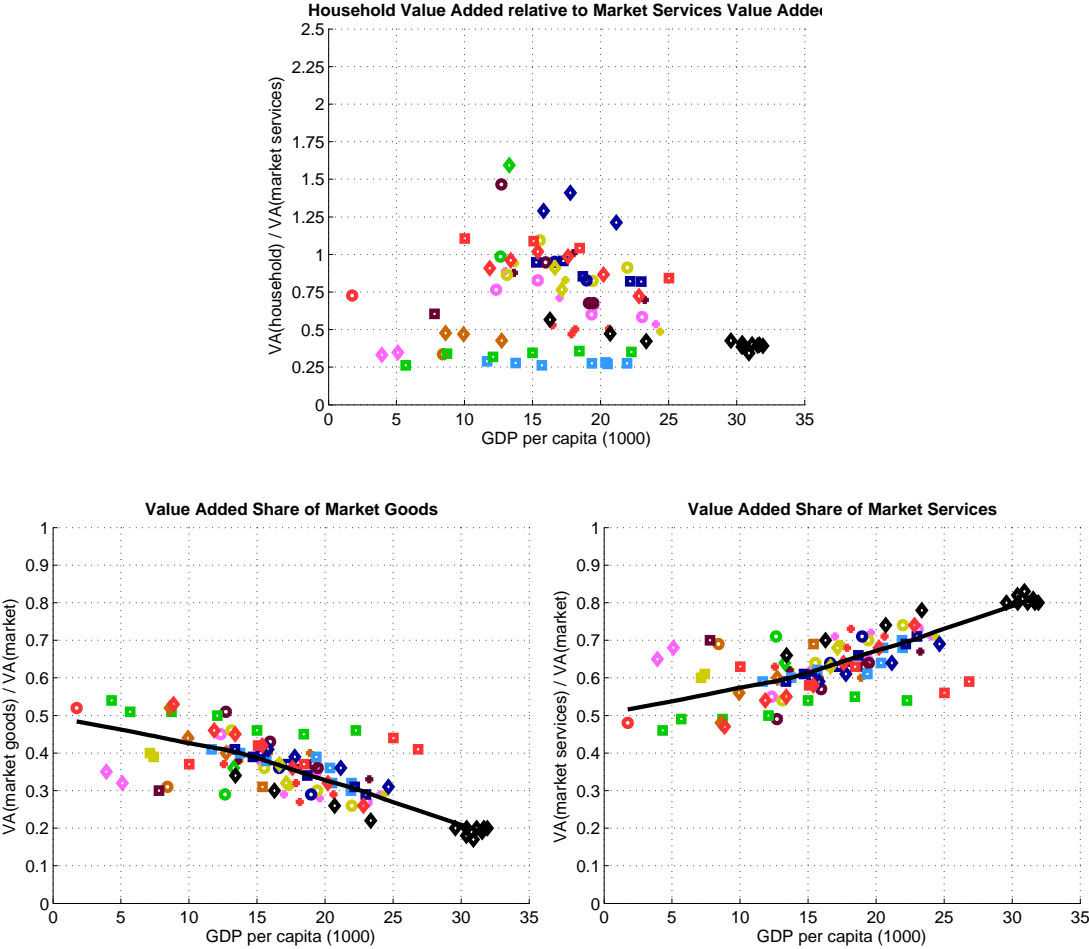 Household Value Added relative to Market Services Value Adde
2.5
2.25
2
1.75
1.5
1.25
1
0.75
0.5
0.25
0
VA(household) / VA(market services)
0 5 10 15 20 25 30 35
GDP per capita (1000)
Value Added Share of Market Goods
1
0.9
0.8
0.7
0.6
0.5
0.4
0.3
0.2
0.1
0
VA(market goods) / VA(market)
0 5 10 15 20 25 30 35
GDP per capita (1000)
Value Added Share of Market Services
1
0.9
0.8
0.7
0.6
0.5
0.4
0.3
0.2
0.1
0
VA(market services) / VA(market)
0 5 10 15 20 25 30 35
GDP per capita (1000)